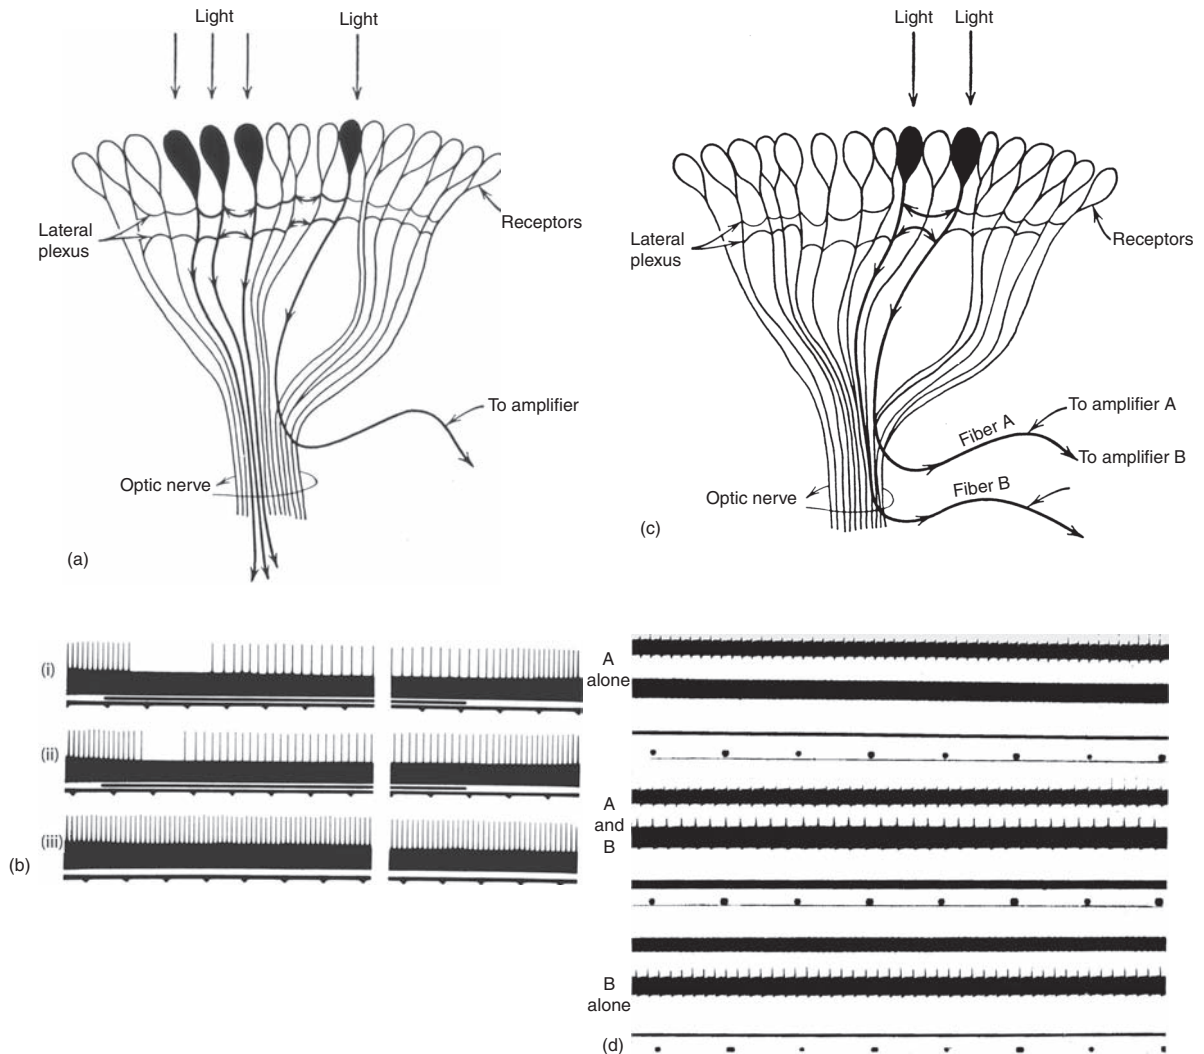 Light
Light
Lateral
plexus
Receptors
To amplifier
Optic nerve
(a)
Light
Light
Lateral
plexus
Receptors
To amplifier A
Fiber A
To amplifier B
Fiber B
Optic nerve
(c)
(i)
(ii)
(iii)
(b)
A
alone
A
and
B
B
alone
(d)